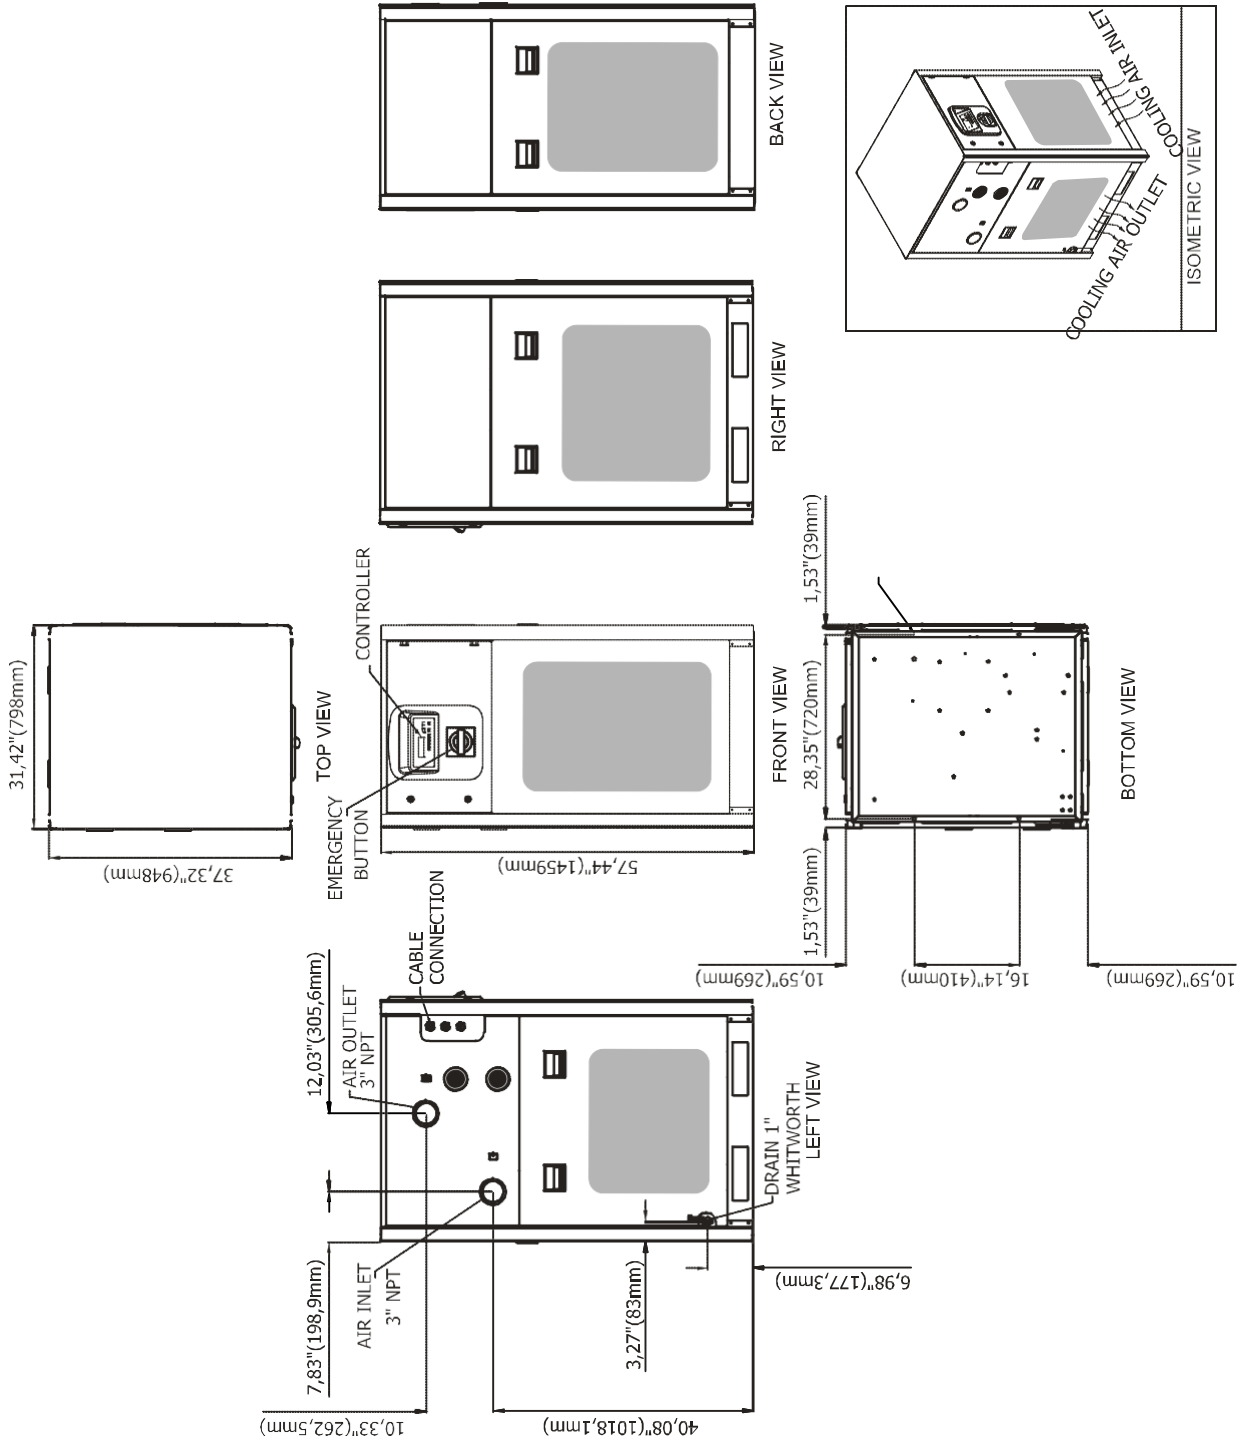 31,42"(798mm)
37,32"(948mm)
TOP VIEW
7,83"(198,9mm)
12,03"(305,6mm)
10,33"(262,5mm)
40,08"(1018,1mm)
AIR INLET
3" NPT
AIR OUTLET
3" NPT
CABLE
CONNECTION
3,27"(83mm)
6,98"(177,3mm)
DRAIN 1"
WHITWORTH
LEFT VIEW
EMERGENCY
BUTTON
CONTROLLER
57,44"(1459mm)
FRONT VIEW
RIGHT VIEW
BACK VIEW
1,53"(39mm)
28,35"(720mm)
1,53"(39mm)
10,59"(269mm)
16,14"(410mm)
10,59"(269mm)
BOTTOM VIEW
COOLING AIR OUTLET
COOLING AIR INLET
ISOMETRIC VIEW